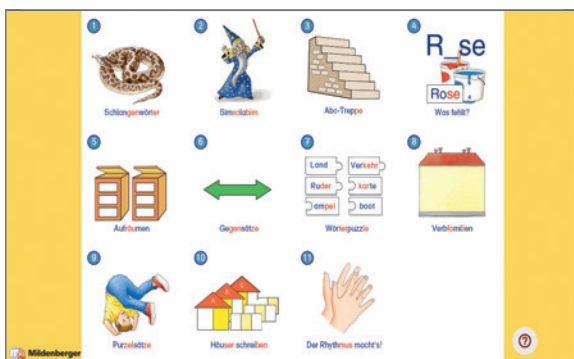 1
Schlangenwörter
2
Simsalabim
3
Abc-Treppe
4
R_se
Rose
Was fehlt?
5
Aufräumen
6
Gegensätze
7
Land
Verkehr
Ruder
karte
ampel
boot
Wörterpuzzle
8
Verbfamilien
9
Purzelsätze
10
A
B
C
Häuser schreiben
11
Der Rhythmus macht's!
Mildenberger
?